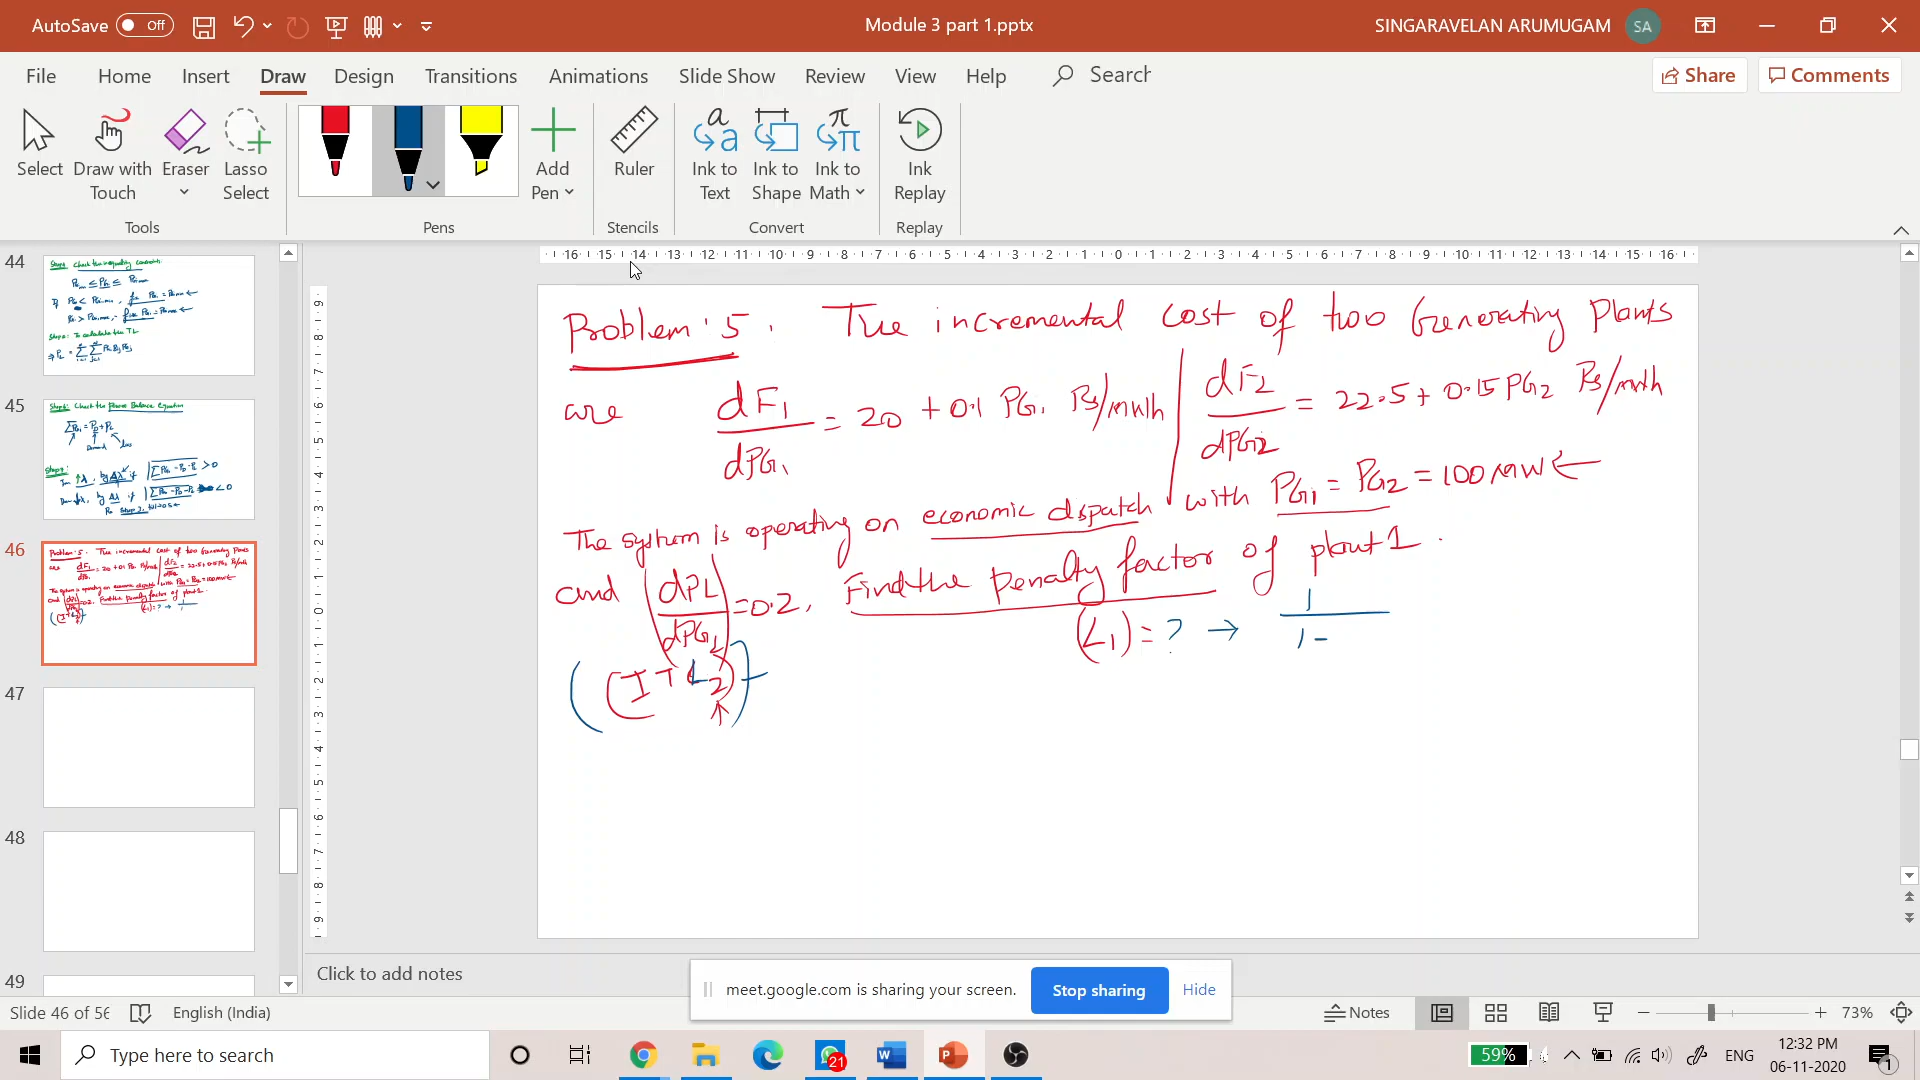 AutoSave Off Module 3 part 1.pptx SINGARAVELAN ARUMUGAM SA
File Home Insert Draw Design Transitions Animations Slide Show Review View Help Search Share Comments
Select Draw with Touch Eraser Lasso Select Add Pen Ruler Ink to Text Ink to Shape Ink to Math Ink Replay
Tools Pens Stencils Convert Replay
44
45
46
47
48
49
Problem: 5. The incremental cost of two Generating Plants
are dF1/dPG1 = 20 + 0.1 PG1 Rs/mwh | dF2/dPG2 = 22.5 + 0.15 PG2 Rs/mwh
The system is operating on economic dispatch with PG1 = PG2 = 100 MW ←
and (dPL/dPG2) = 0.2. Find the penalty factor of plant 1.
(L1) = ? → 1/1-
(ITL2)
↑
Click to add notes
meet.google.com is sharing your screen. Stop sharing Hide
Slide 46 of 56 English (India) Notes 73%
Type here to search 21 59% ENG 12:32 PM 06-11-2020 1